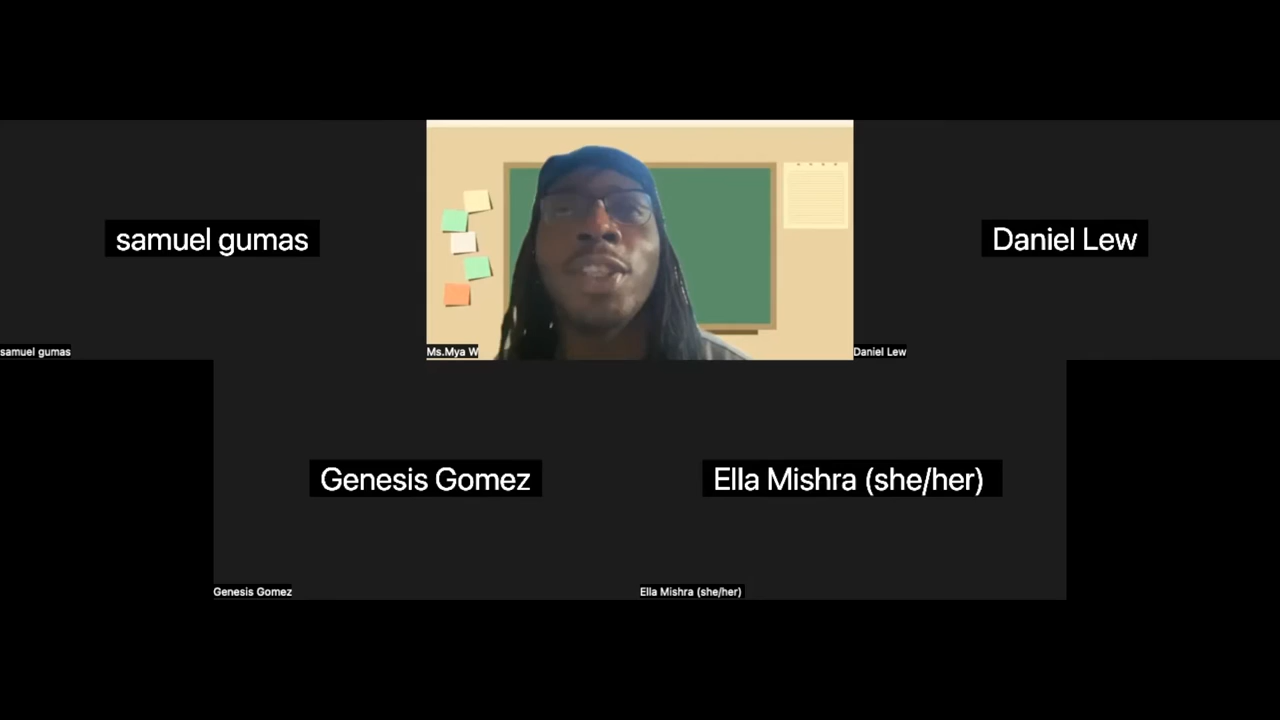 samuel gumas
Daniel Lew
samuel gumas
Ms.Mya W
Daniel Lew
Genesis Gomez
Ella Mishra (she/her)
Genesis Gomez
Ella Mishra (she/her)